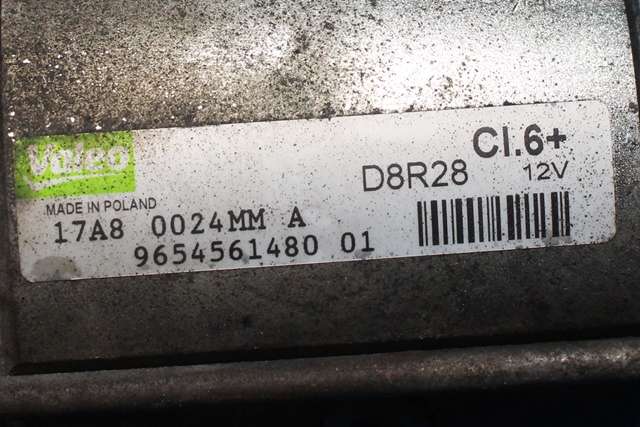 Valeo
Cl.6+
D8R28 12V
MADE IN POLAND
17A8 0024MM A
9654561480 01